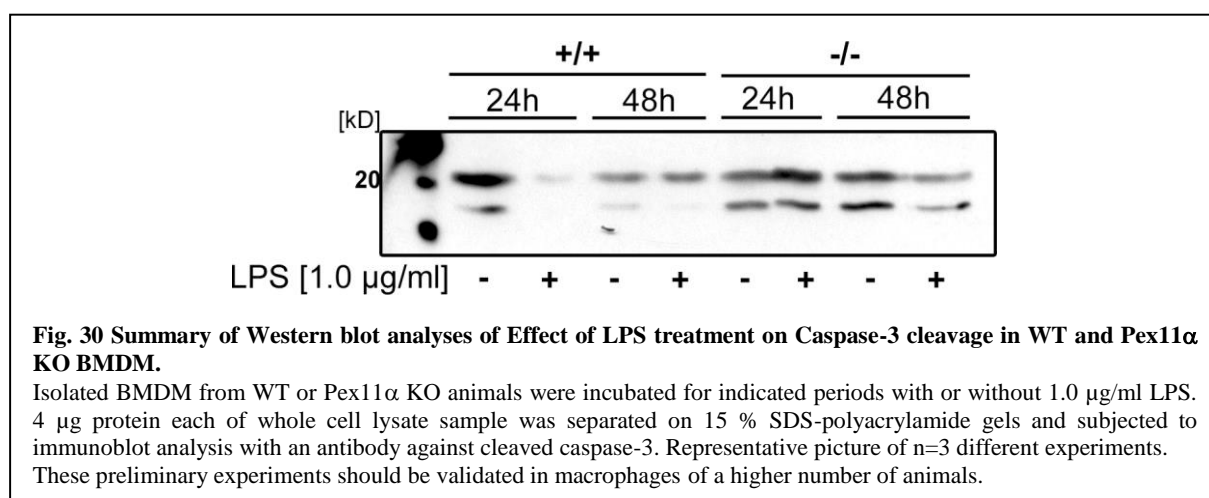 +/+ -/-
24h 48h 24h 48h
[kD]
20
LPS [1.0 µg/ml] - + - + - + - +
Fig. 30 Summary of Western blot analyses of Effect of LPS treatment on Caspase-3 cleavage in WT and Pex11α
KO BMDM.
Isolated BMDM from WT or Pex11α KO animals were incubated for indicated periods with or without 1.0 µg/ml LPS.
4 µg protein each of whole cell lysate sample was separated on 15 % SDS-polyacrylamide gels and subjected to
immunoblot analysis with an antibody against cleaved caspase-3. Representative picture of n=3 different experiments.
These preliminary experiments should be validated in macrophages of a higher number of animals.